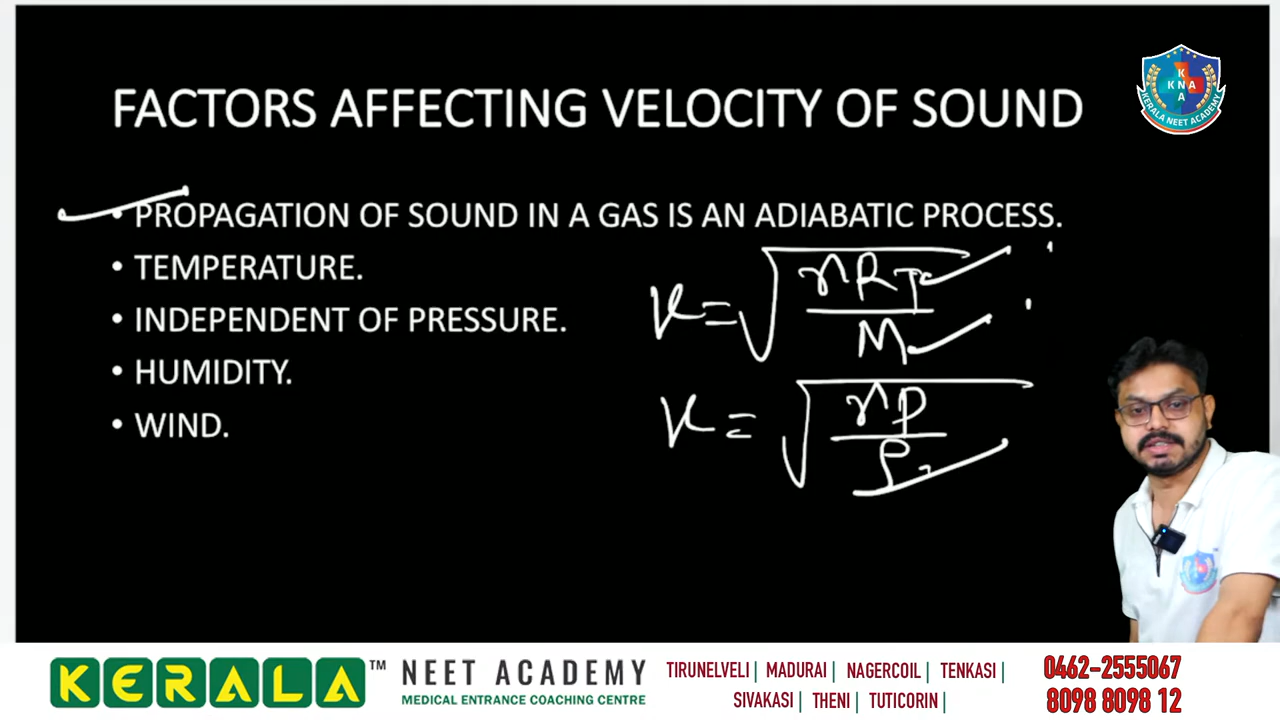 FACTORS AFFECTING VELOCITY OF SOUND
KERALA NEET ACADEMY
KNA
• PROPAGATION OF SOUND IN A GAS IS AN ADIABATIC PROCESS.
• TEMPERATURE.
• INDEPENDENT OF PRESSURE.
• HUMIDITY.
• WIND.
v = √(γRT/M)
v = √(γP/ρ)
KERALA™ NEET ACADEMY
MEDICAL ENTRANCE COACHING CENTRE
TIRUNELVELI | MADURAI | NAGERCOIL | TENKASI |
SIVAKASI | THENI | TUTICORIN |
0462-2555067
8098 8098 12